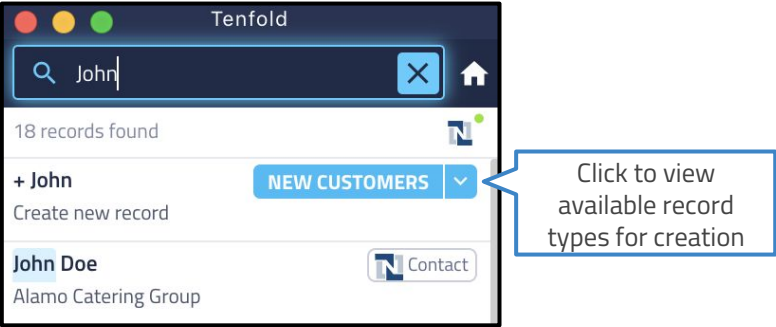 Tenfold
John
18 records found
+ John
NEW CUSTOMERS
Create new record
John Doe
Contact
Alamo Catering Group
Click to view
available record
types for creation